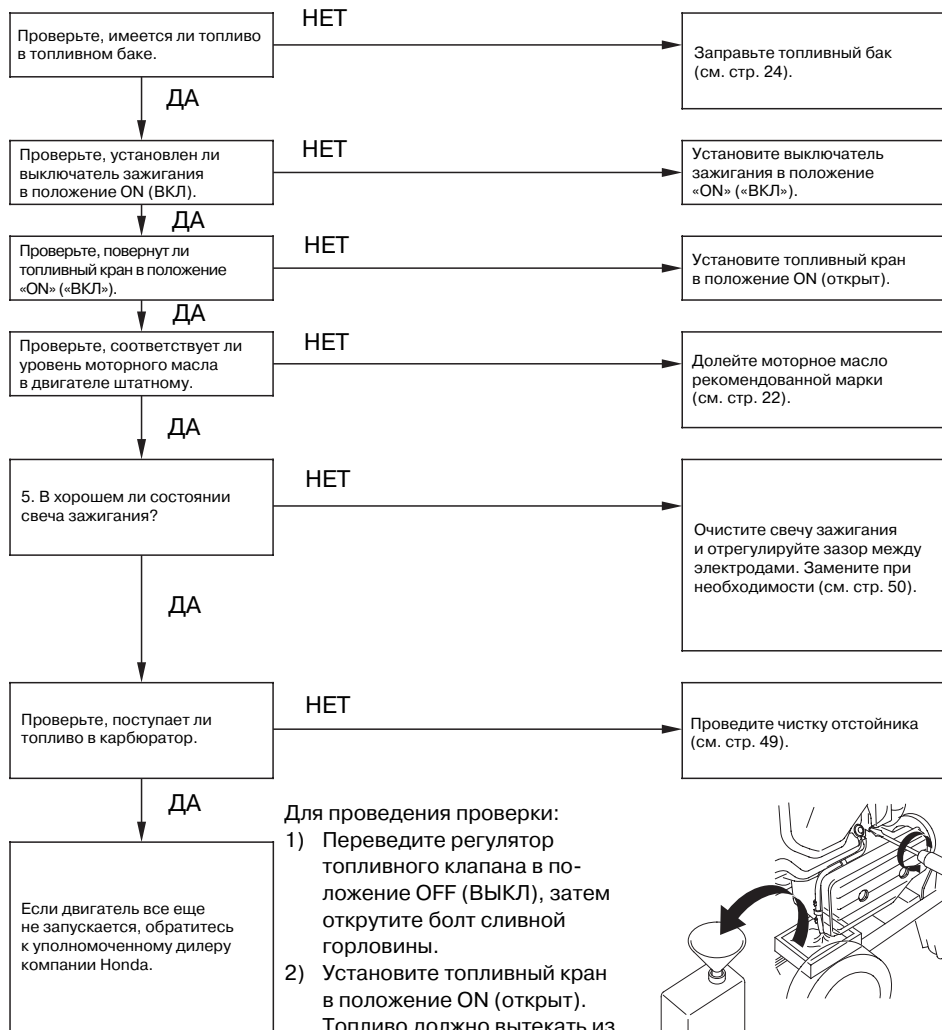 НЕТ
Проверьте, имеется ли топливо
в топливном баке.
Заправьте топливный бак
(см. стр. 24).
ДА
НЕТ
Проверьте, установлен ли
выключатель зажигания
в положение ON (ВКЛ).
Установите выключатель
зажигания в положение
«ON» («ВКЛ»).
ДА
НЕТ
Проверьте, повернут ли
топливный кран в положение
«ON» («ВКЛ»).
Установите топливный кран
в положение ON (открыт).
ДА
НЕТ
Проверьте, соответствует ли
уровень моторного масла
в двигателе штатному.
Долейте моторное масло
рекомендованной марки
(см. стр. 22).
ДА
НЕТ
5. В хорошем ли состоянии
свеча зажигания?
Очистите свечу зажигания
и отрегулируйте зазор между
электродами. Замените при
необходимости (см. стр. 50).
ДА
НЕТ
Проверьте, поступает ли
топливо в карбюратор.
Проведите чистку отстойника
(см. стр. 49).
ДА
Если двигатель все еще
не запускается, обратитесь
к уполномоченному дилеру
компании Honda.
Для проведения проверки:
1) Переведите регулятор
топливного клапана в по-
ложение OFF (ВЫКЛ), затем
открутите болт сливной
горловины.
2) Установите топливный кран
в положение ON (открыт).
Топливо должно вытекать из